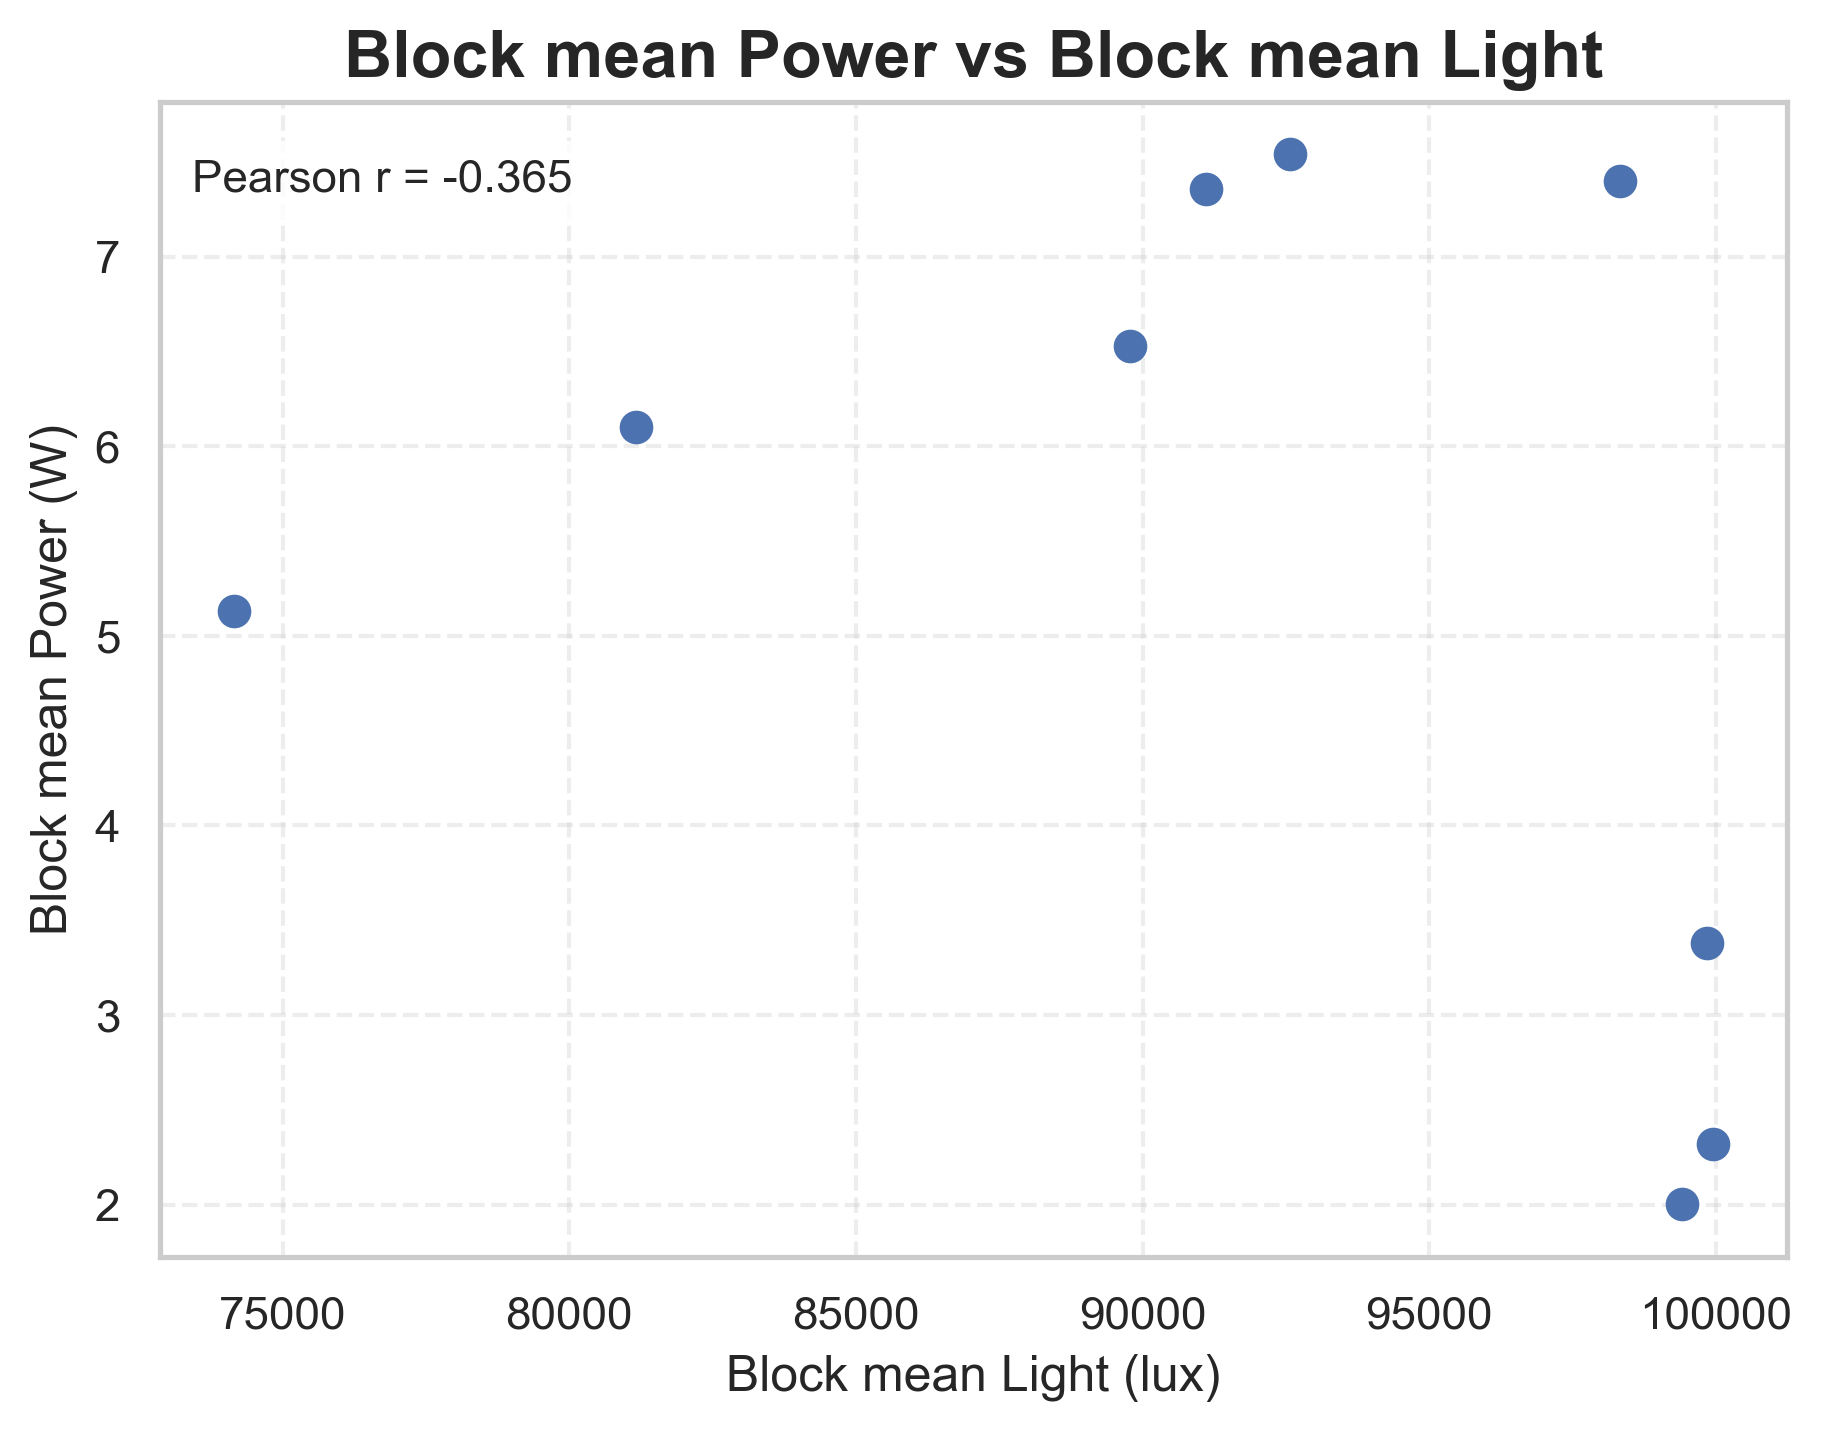 Block mean Power vs Block mean Light
Pearson r = -0.365
7
6
5
4
3
2
Block mean Power (W)
75000 80000 85000 90000 95000 100000
Block mean Light (lux)